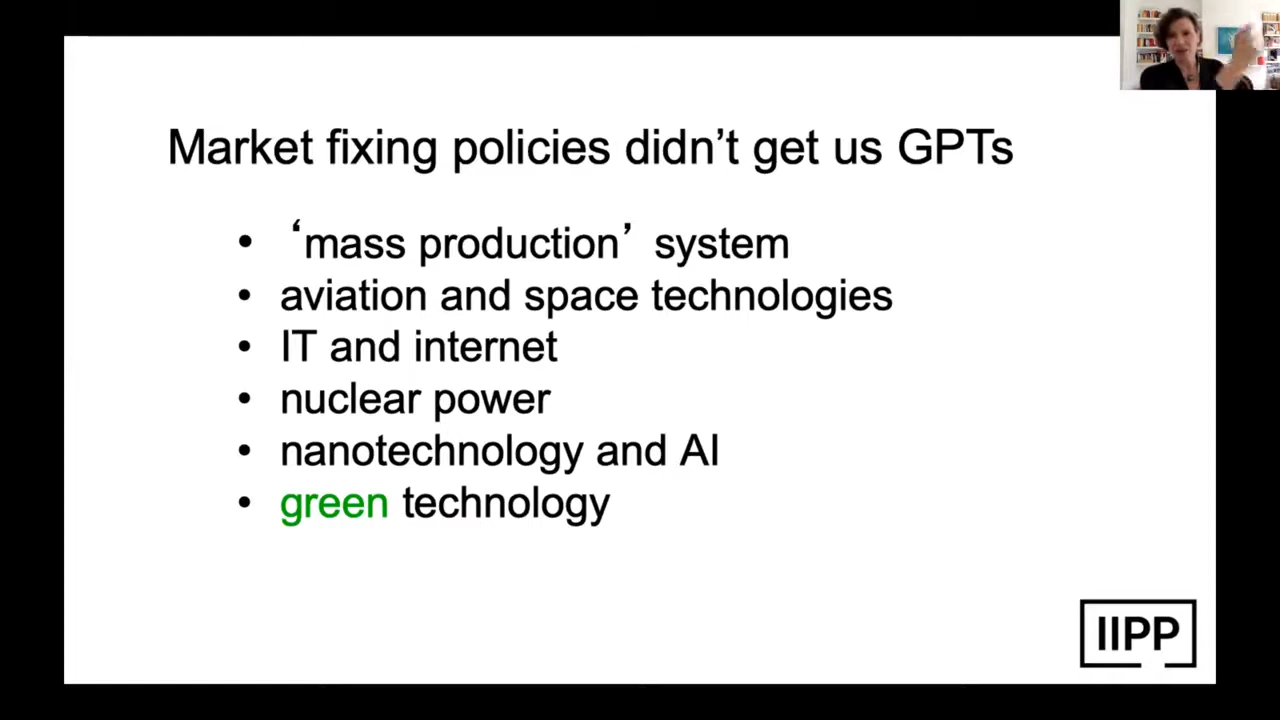 Market fixing policies didn’t get us GPTs
• ‘mass production’ system
• aviation and space technologies
• IT and internet
• nuclear power
• nanotechnology and AI
• green technology
IIPP